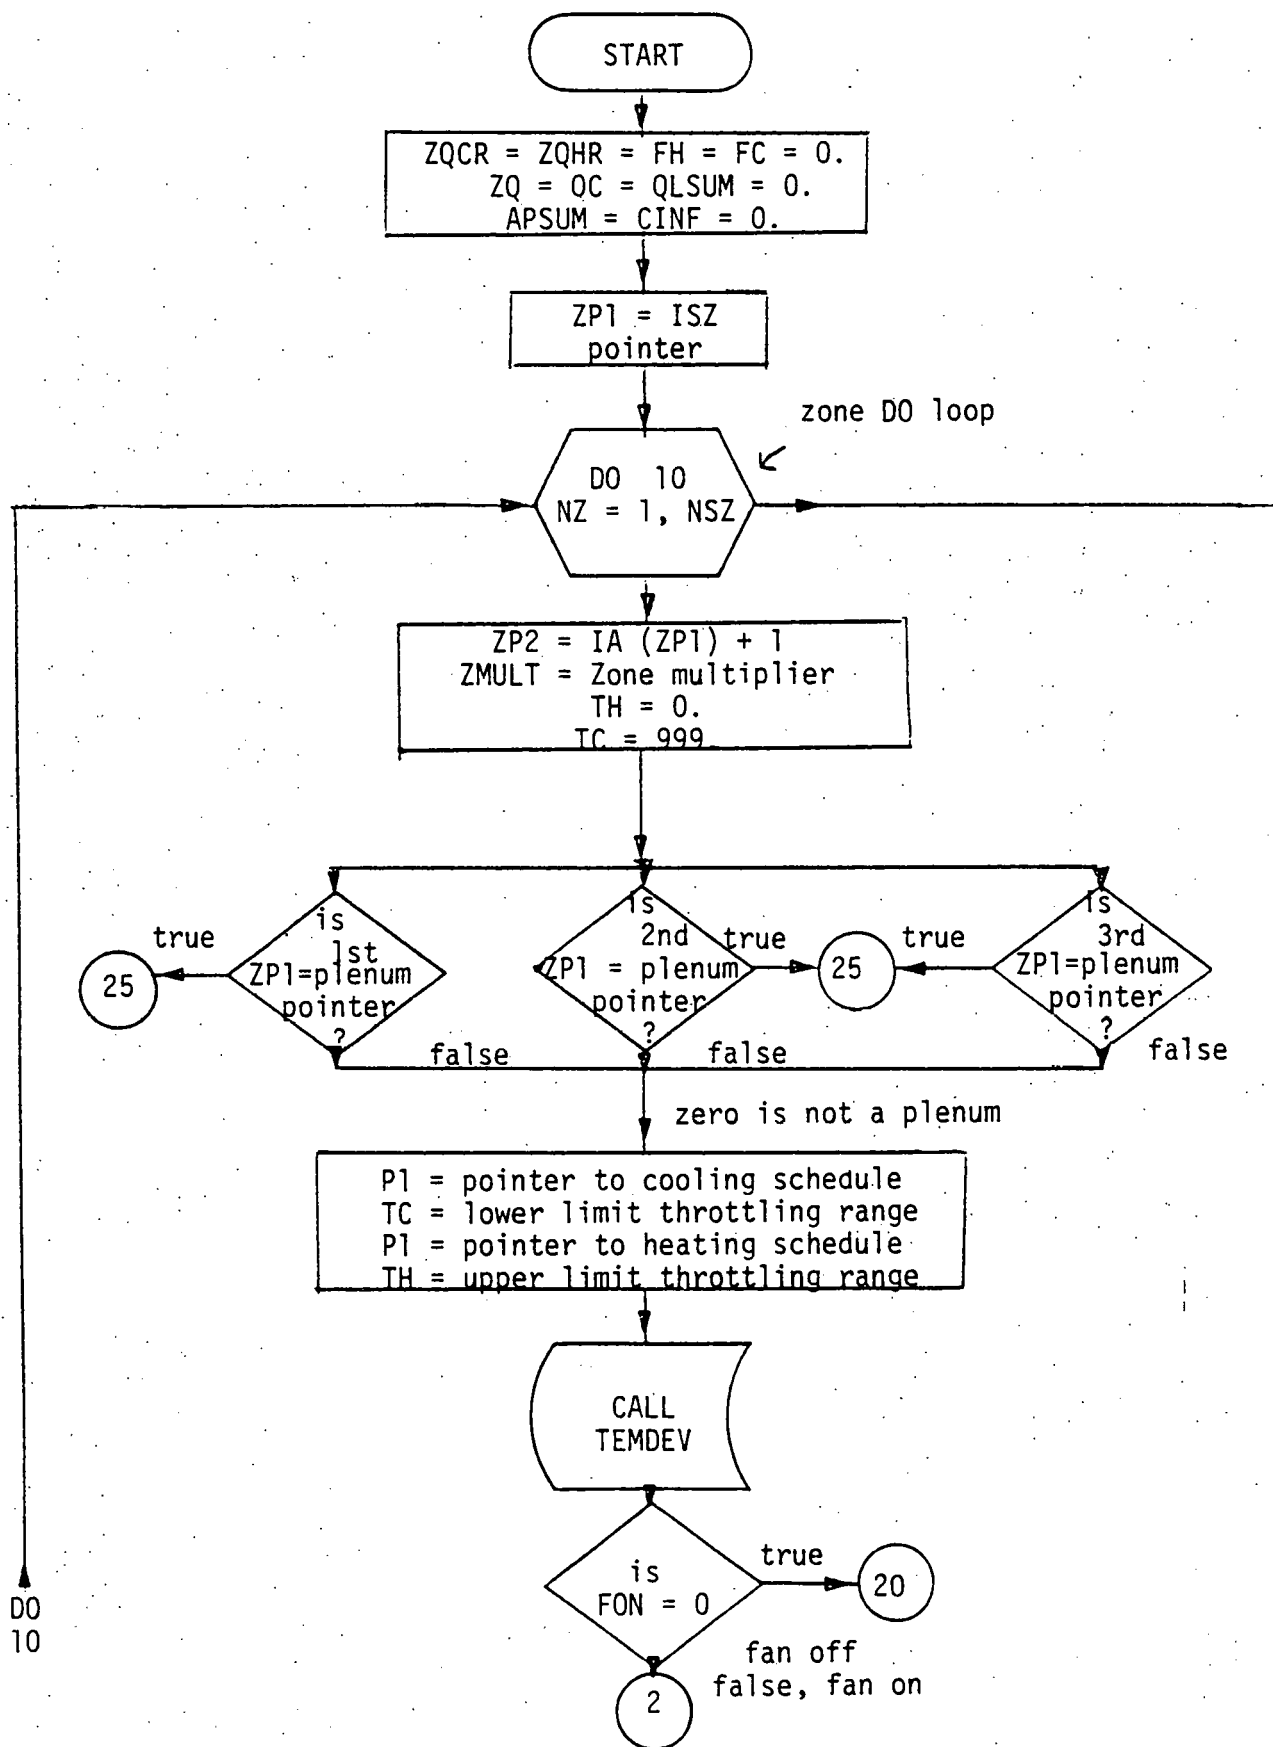 START
ZQCR = ZQHR = FH = FC = 0.
ZQ = QC = QLSUM = 0.
APSUM = CINF = 0.
ZP1 = ISZ
pointer
zone DO loop
DO 10
NZ = 1, NSZ
ZP2 = IA (ZP1) + 1
ZMULT = Zone multiplier
TH = 0.
TC = 999
is
1st
ZP1=plenum
pointer
?
true
25
false
is
2nd
ZP1 = plenum
pointer
?
true
25
false
is
3rd
ZP1=plenum
pointer
?
true
false
zero is not a plenum
P1 = pointer to cooling schedule
TC = lower limit throttling range
P1 = pointer to heating schedule
TH = upper limit throttling range
CALL
TEMDEV
is
FON = 0
true
20
fan off
false, fan on
2
DO
10